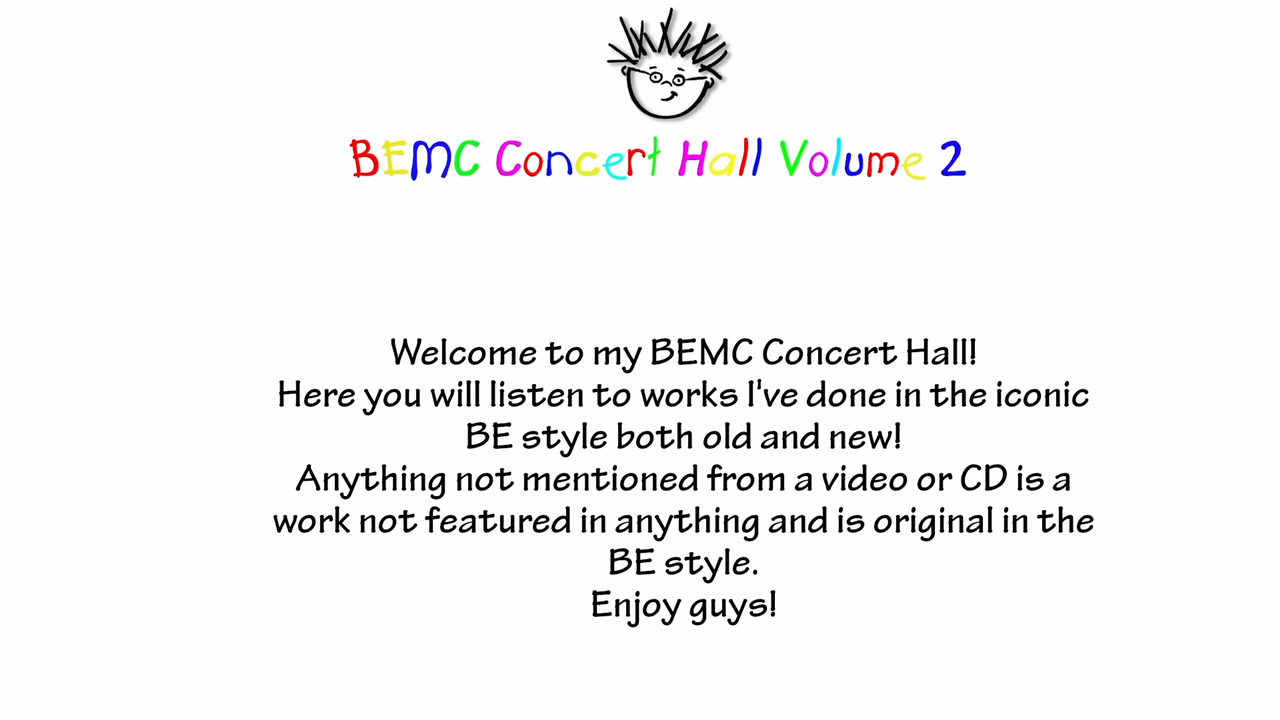 BEMC Concert Hall Volume 2
Welcome to my BEMC Concert Hall!
Here you will listen to works I've done in the iconic
BE style both old and new!
Anything not mentioned from a video or CD is a
work not featured in anything and is original in the
BE style.
Enjoy guys!